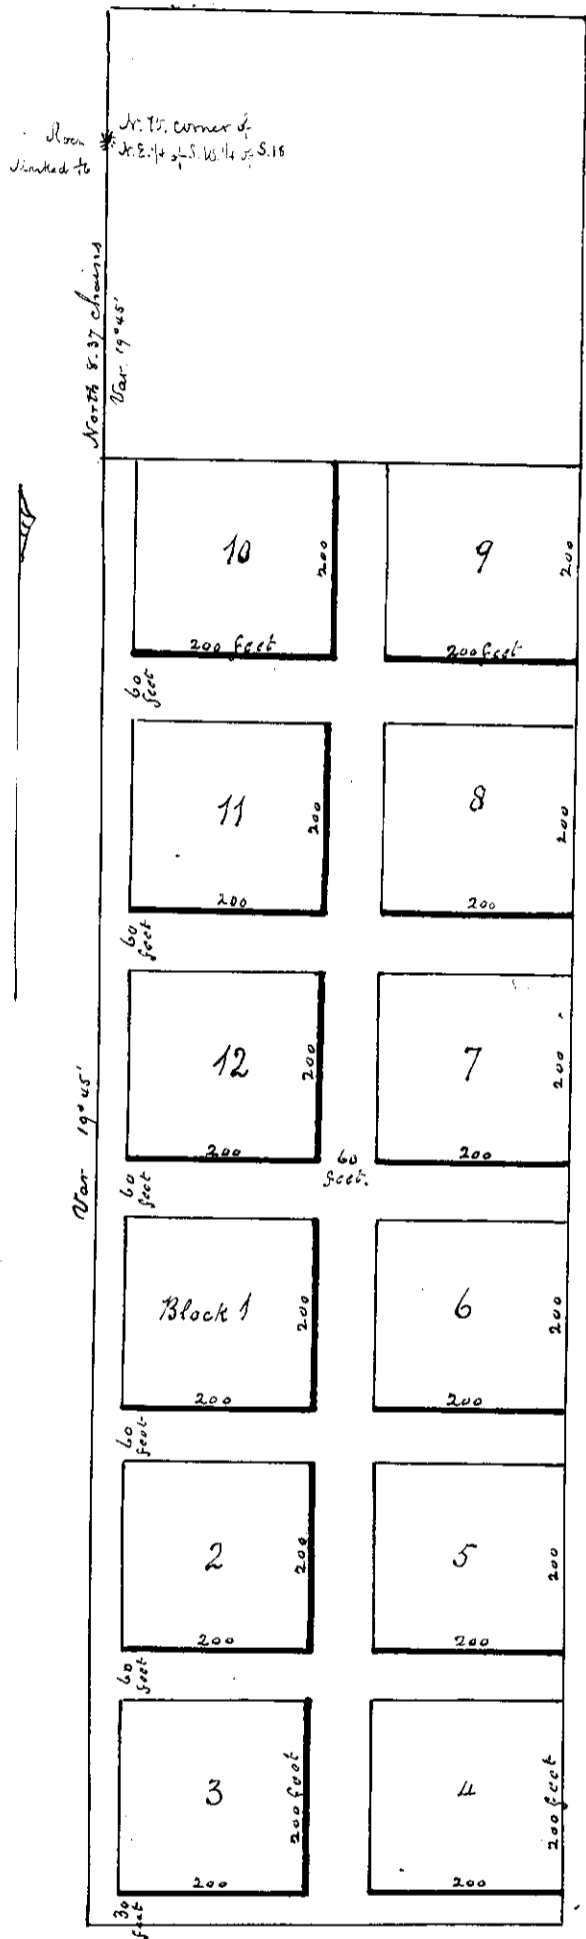 N.W. corner of
N.E. 1/4 of S.W. 1/4 of S.18
North 8.37 chains
Var. 19° 45'
10
200
200 feet
9
200
200 feet
60
feet
11
200
200
8
200
200
60
feet
12
200
200
7
200
200
60
feet
60
feet.
Var 19° 45'
Block 1
200
200
6
200
200
60
feet
2
200
200
5
200
200
60
feet
3
200 feet
200
4
200 feet
200
30
feet